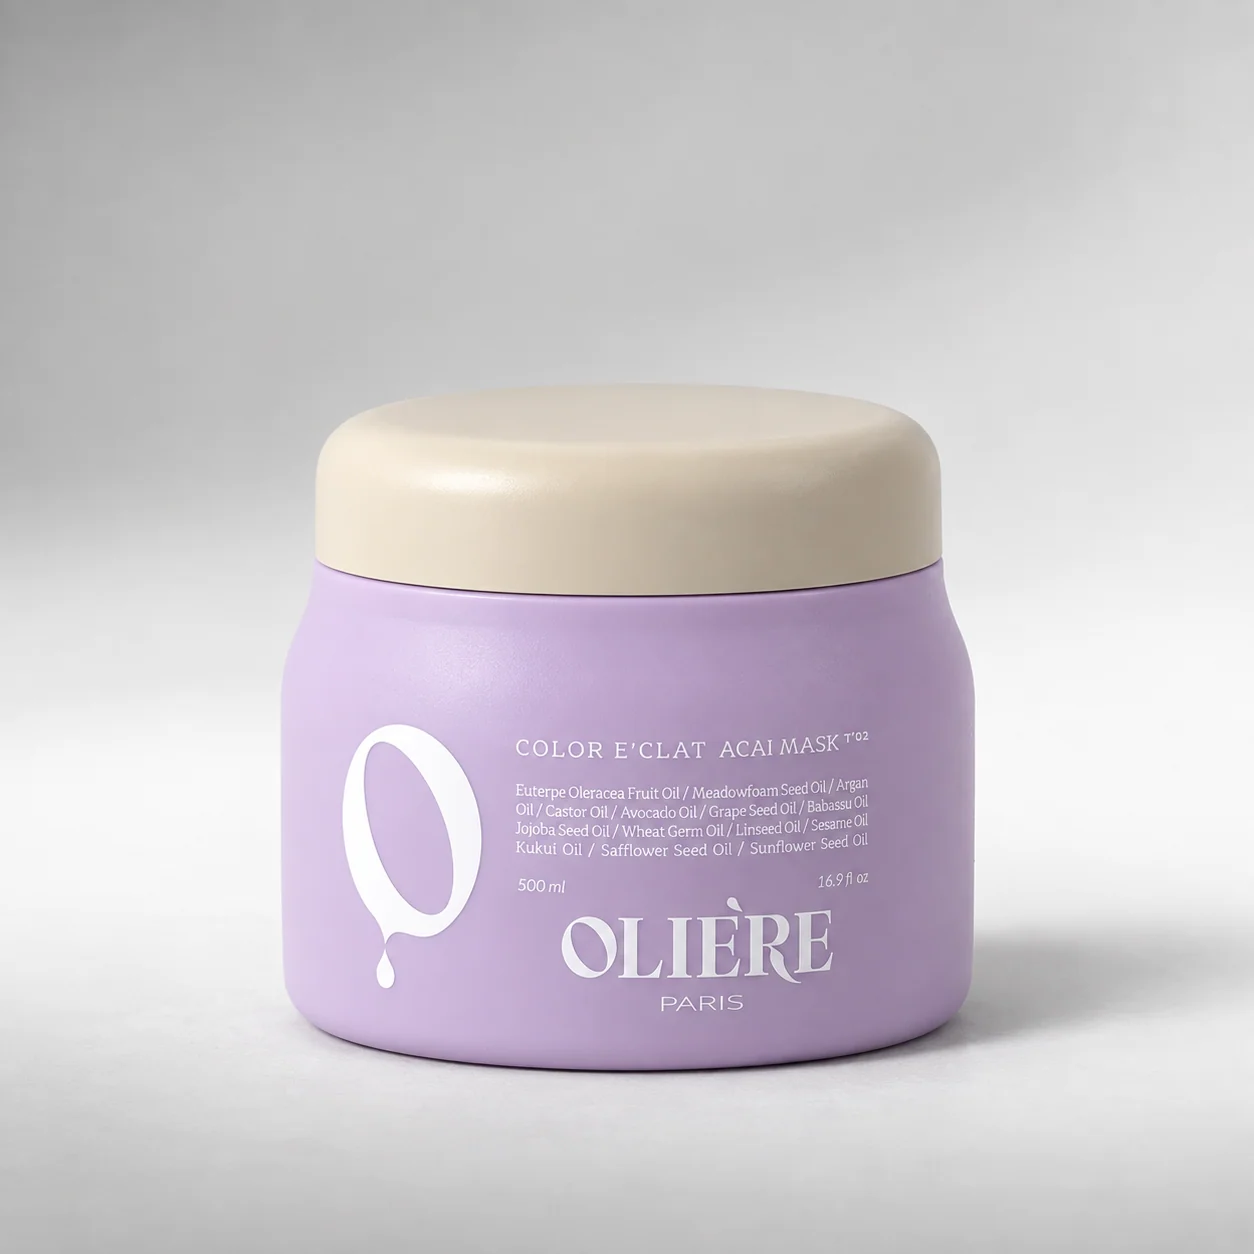 COLOR E'CLAT ACAI MASK T'02
Euterpe Oleracea Fruit Oil / Meadowfoam Seed Oil / Argan
Oil / Castor Oil / Avocado Oil / Grape Seed Oil / Babassu Oil
Jojoba Seed Oil / Wheat Germ Oil / Linseed Oil / Sesame Oil
Kukui Oil / Safflower Seed Oil / Sunflower Seed Oil
500 ml 16.9 fl oz
OLIÈRE
PARIS